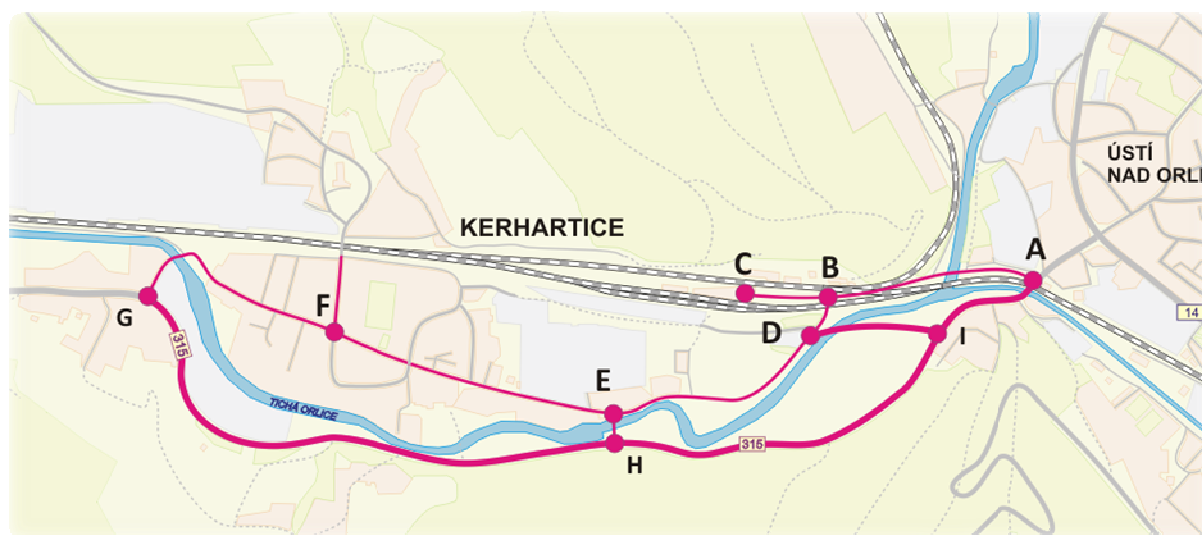 ÚSTÍ
NAD ORLI
KERHARTICE
A
C
B
G
F
D
I
14
315
E
TICHÁ ORLICE
315
H